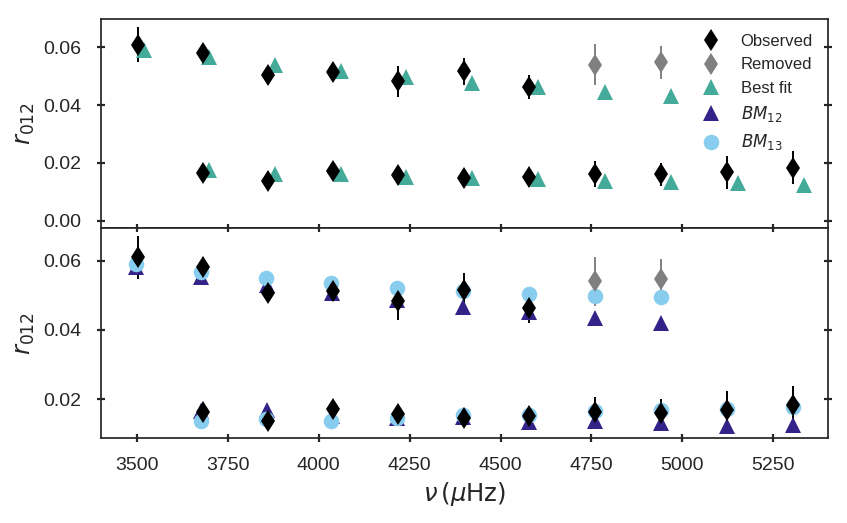 0.06
0.04
0.02
0.00
r012
Observed
Removed
Best fit
BM12
BM13
0.06
0.04
0.02
r012
3500 3750 4000 4250 4500 4750 5000 5250
ν (μHz)